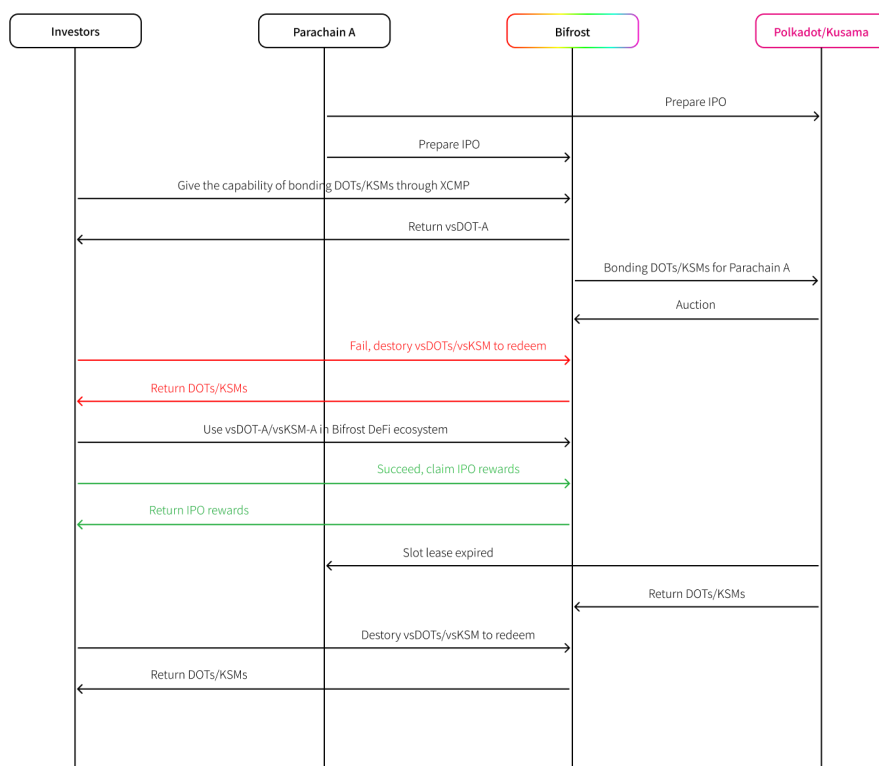 Investors
Parachain A
Bifrost
Polkadot/Kusama
Prepare IPO
Prepare IPO
Give the capability of bonding DOTs/KSMs through XCMP
Return vsDOT-A
Bonding DOTs/KSMs for Parachain A
Auction
Fail, destory vsDOTs/vsKSM to redeem
Return DOTs/KSMs
Use vsDOT-A/vsKSM-A in Bifrost DeFi ecosystem
Succeed, claim IPO rewards
Return IPO rewards
Slot lease expired
Return DOTs/KSMs
Destory vsDOTs/vsKSM to redeem
Return DOTs/KSMs